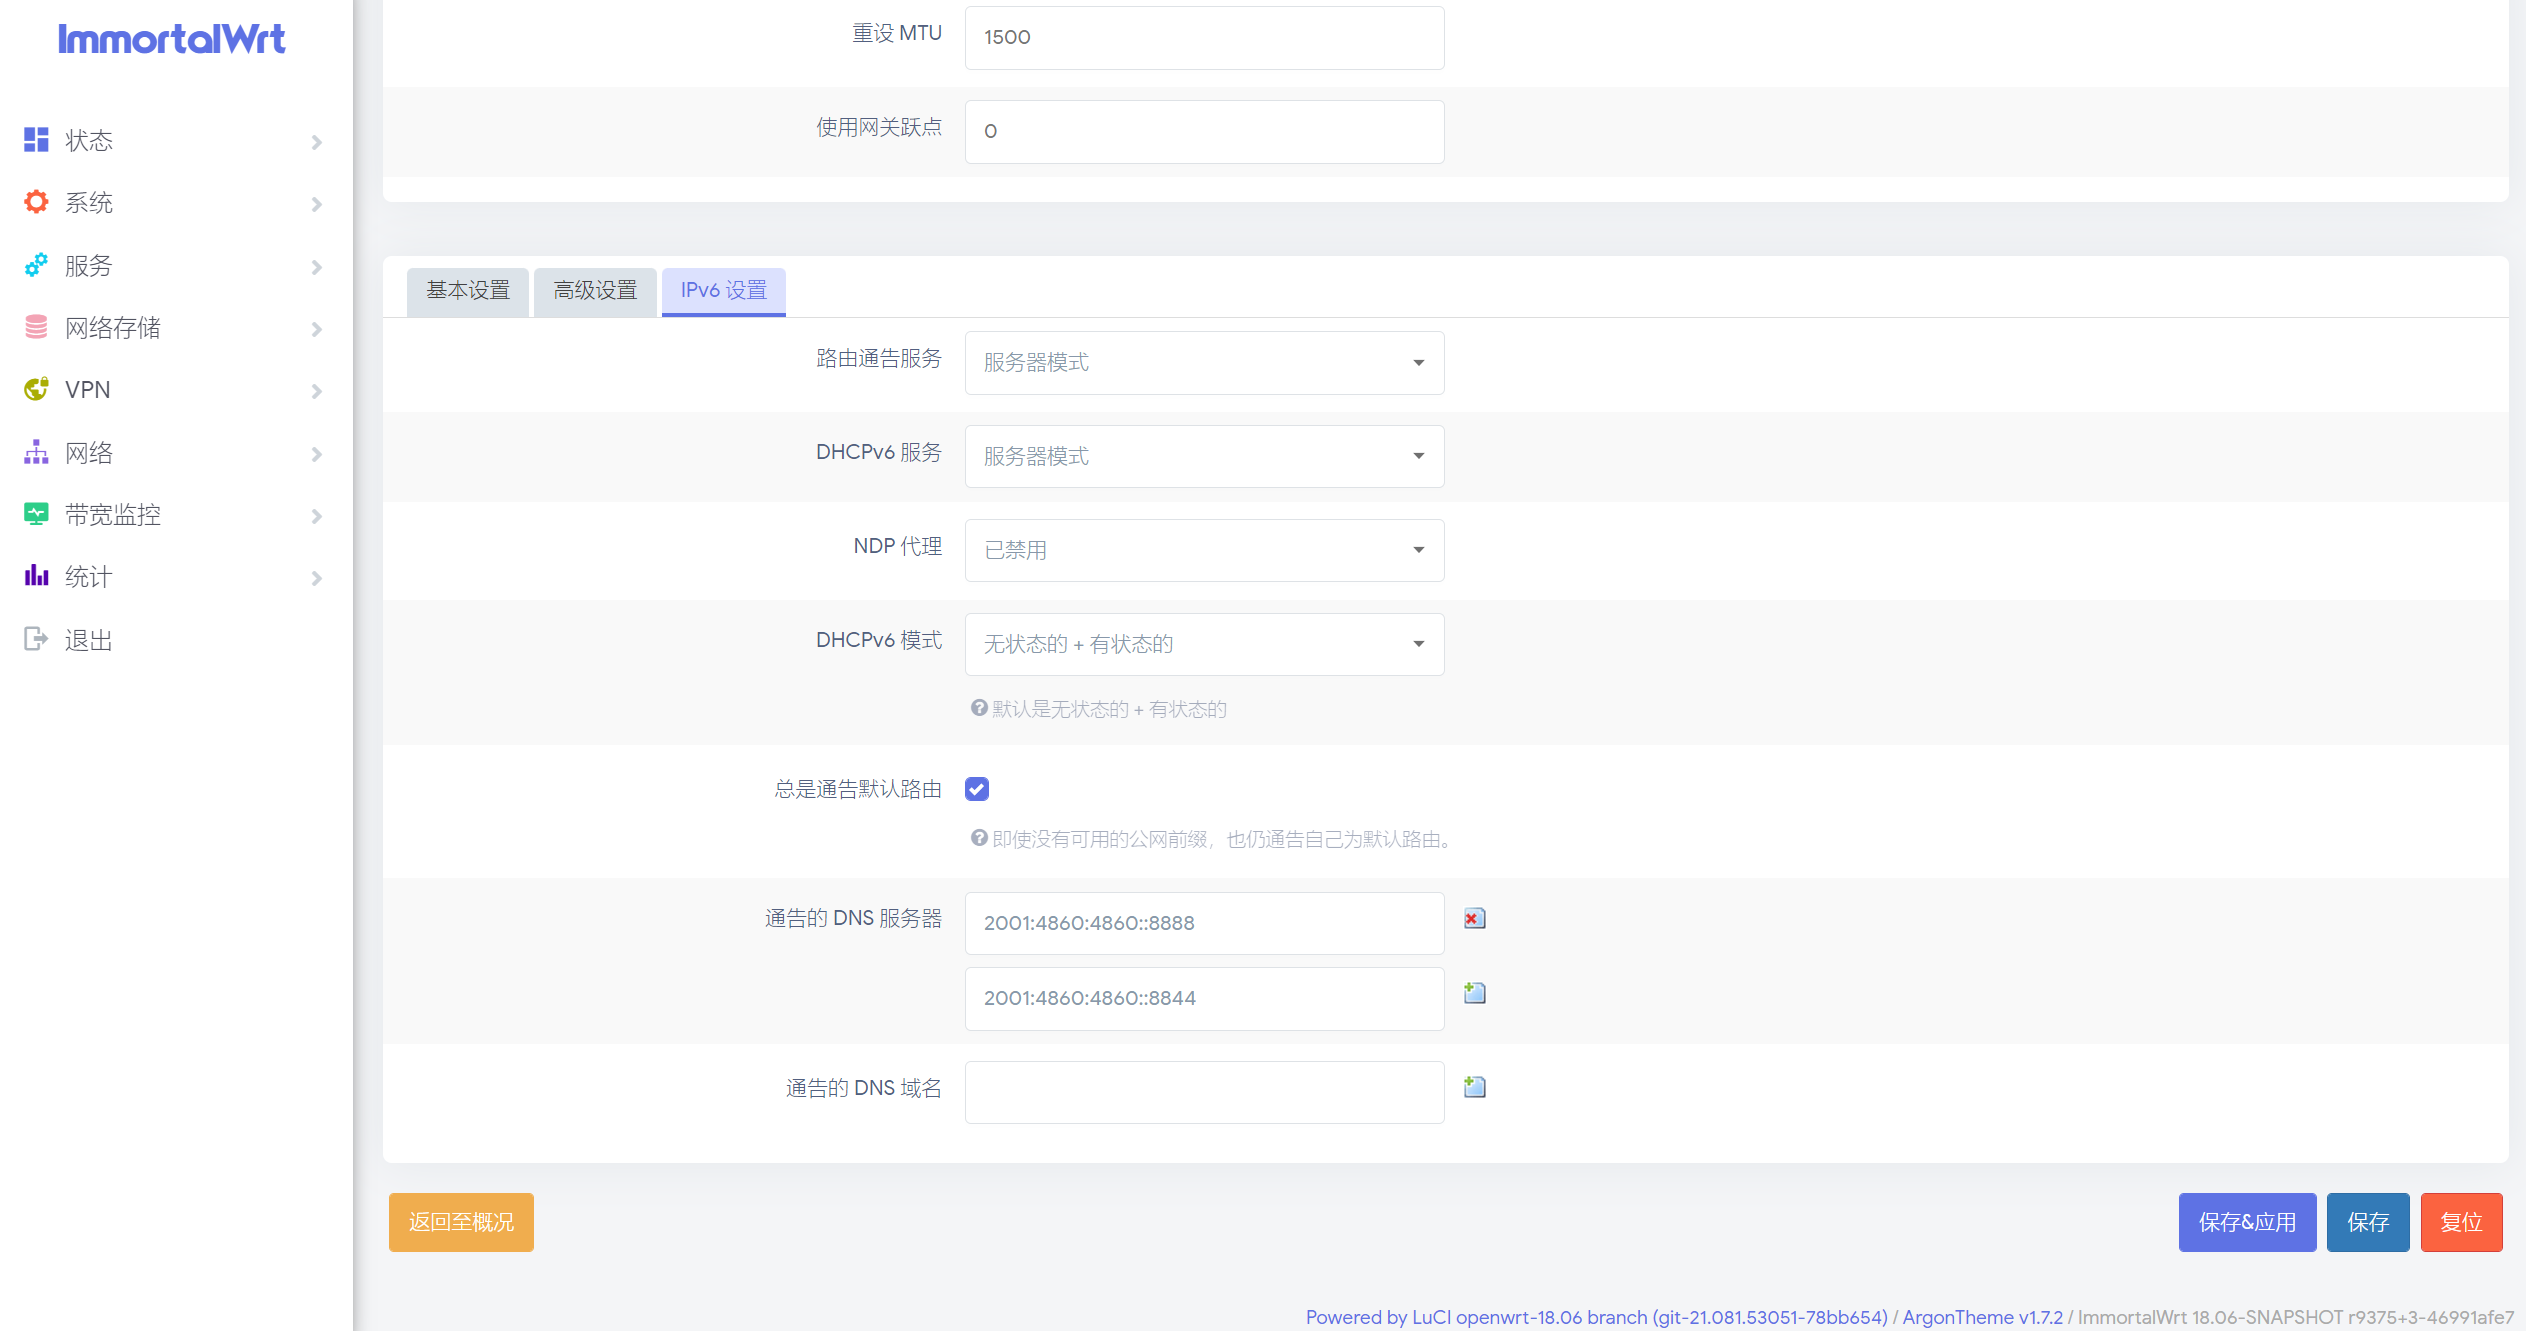 ImmortalWrt
状态
系统
服务
网络存储
VPN
网络
带宽监控
统计
退出
重设 MTU
1500
使用网关跃点
0
基本设置
高级设置
IPv6 设置
路由通告服务
服务器模式
DHCPv6 服务
服务器模式
NDP 代理
已禁用
DHCPv6 模式
无状态的 + 有状态的
默认是无状态的 + 有状态的
总是通告默认路由
即使没有可用的公网前缀，也仍通告自己为默认路由。
通告的 DNS 服务器
2001:4860:4860::8888
2001:4860:4860::8844
通告的 DNS 域名
返回至概况
保存&应用
保存
复位
Powered by LuCI openwrt-18.06 branch (git-21.081.53051-78bb654) / ArgonTheme v1.7.2 / ImmortalWrt 18.06-SNAPSHOT r9375+3-46991afe7